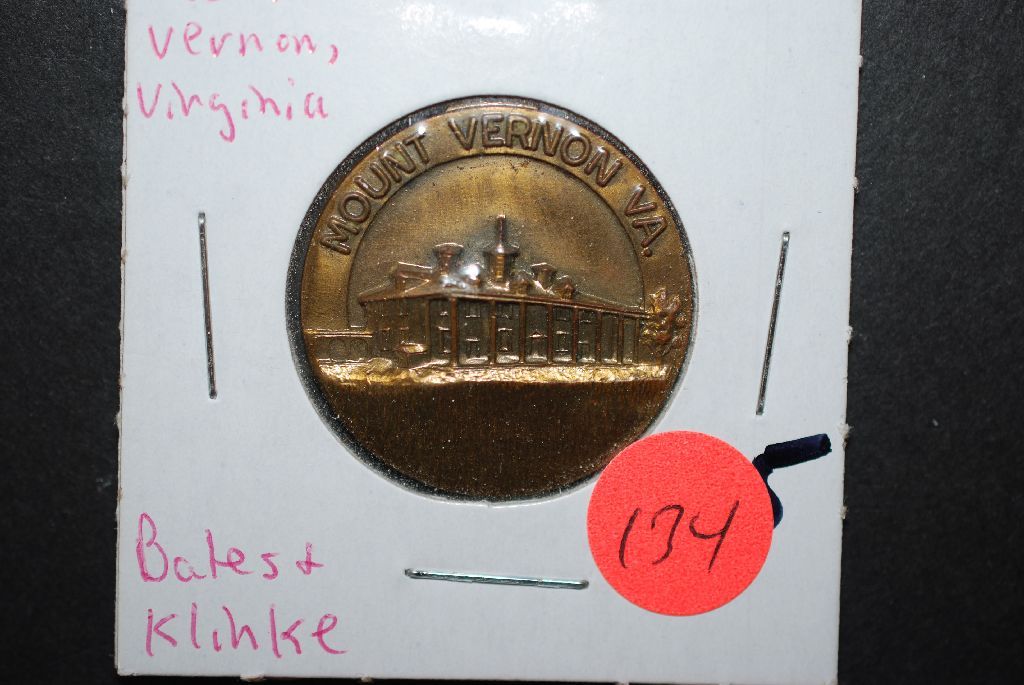 Vernon,
Virginia
MOUNT VERNON VA.
134
Bates &
Klinke